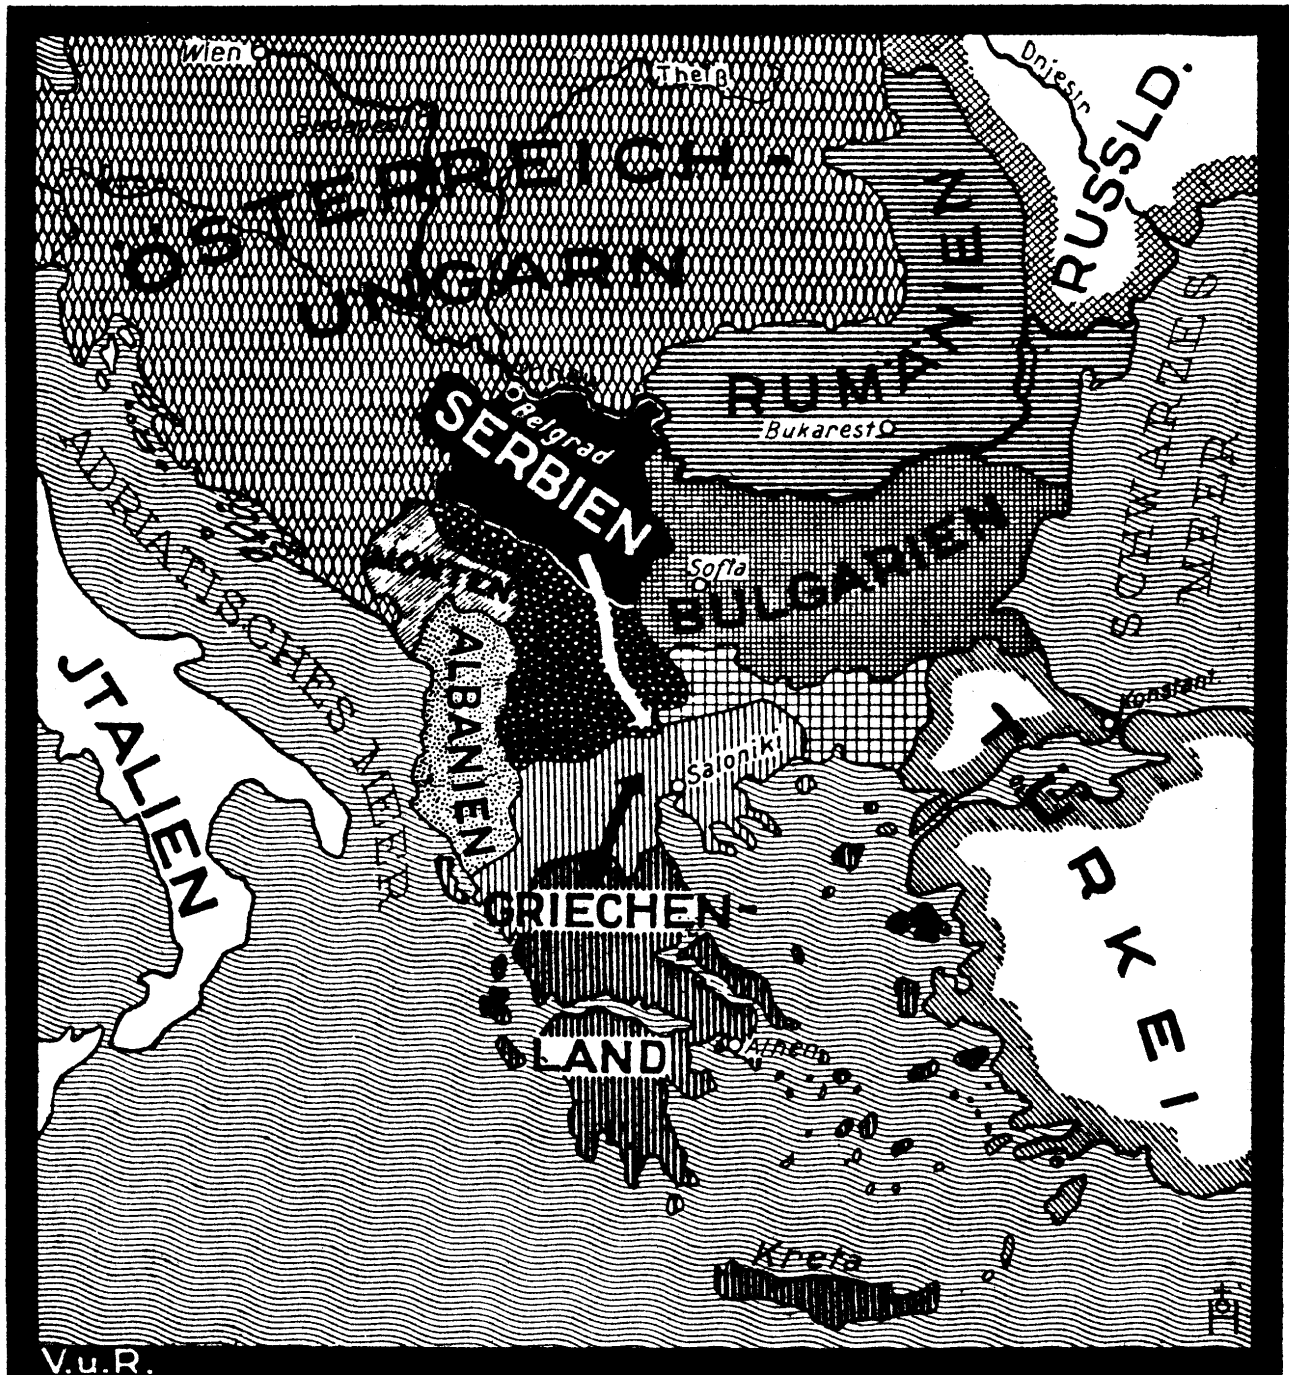 Wien
Theiß
Dnjestr
RUSSLD.
ÖSTERREICH-
UNGARN
RUMÄNIEN
Bukarest
SCHWARZES
MEER
Belgrad
SERBIEN
ADRIATISCHES MEER
MONTEN
Sofia
BULGARIEN
ALBANIEN
JTALIEN
Konstant.
TÜRKEI
Saloniki
GRIECHEN-
LAND
Athen
Kreta
V.u.R.